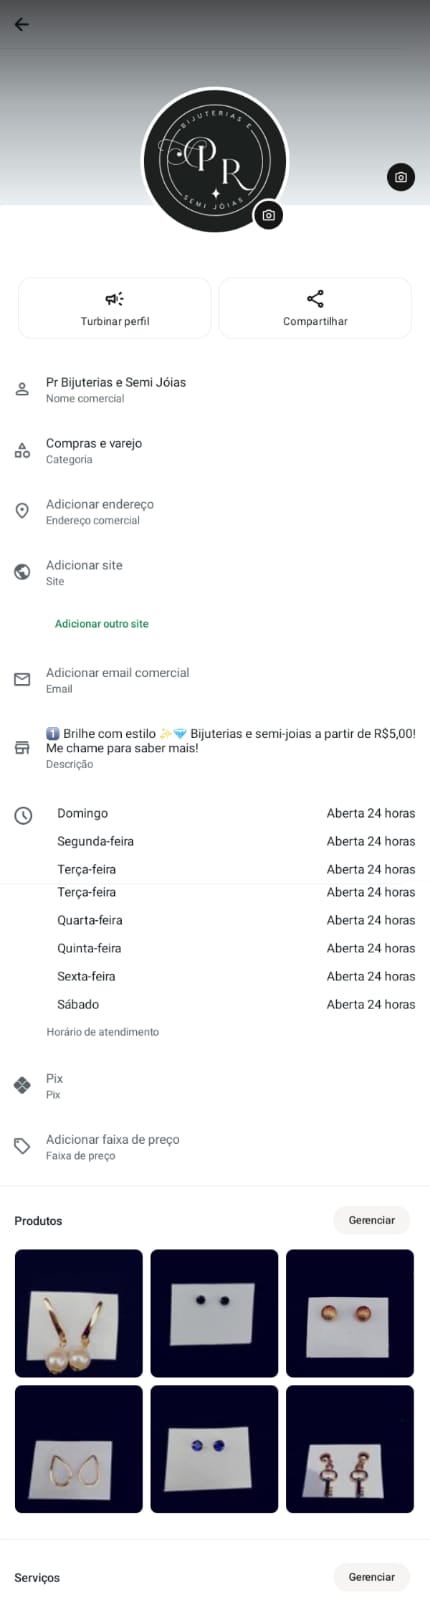 BIJUTERIAS E
PR
SEMI JÓIAS
Turbinar perfil
Compartilhar
Pr Bijuterias e Semi Jóias
Nome comercial
Compras e varejo
Categoria
Adicionar endereço
Endereço comercial
Adicionar site
Site
Adicionar outro site
Adicionar email comercial
Email
1️⃣ Brilhe com estilo ✨💎 Bijuterias e semi-joias a partir de R$5,00!
Me chame para saber mais!
Descrição
Domingo Aberta 24 horas
Segunda-feira Aberta 24 horas
Terça-feira Aberta 24 horas
Terça-feira Aberta 24 horas
Quarta-feira Aberta 24 horas
Quinta-feira Aberta 24 horas
Sexta-feira Aberta 24 horas
Sábado Aberta 24 horas
Horário de atendimento
Pix
Pix
Adicionar faixa de preço
Faixa de preço
Produtos Gerenciar
Serviços Gerenciar